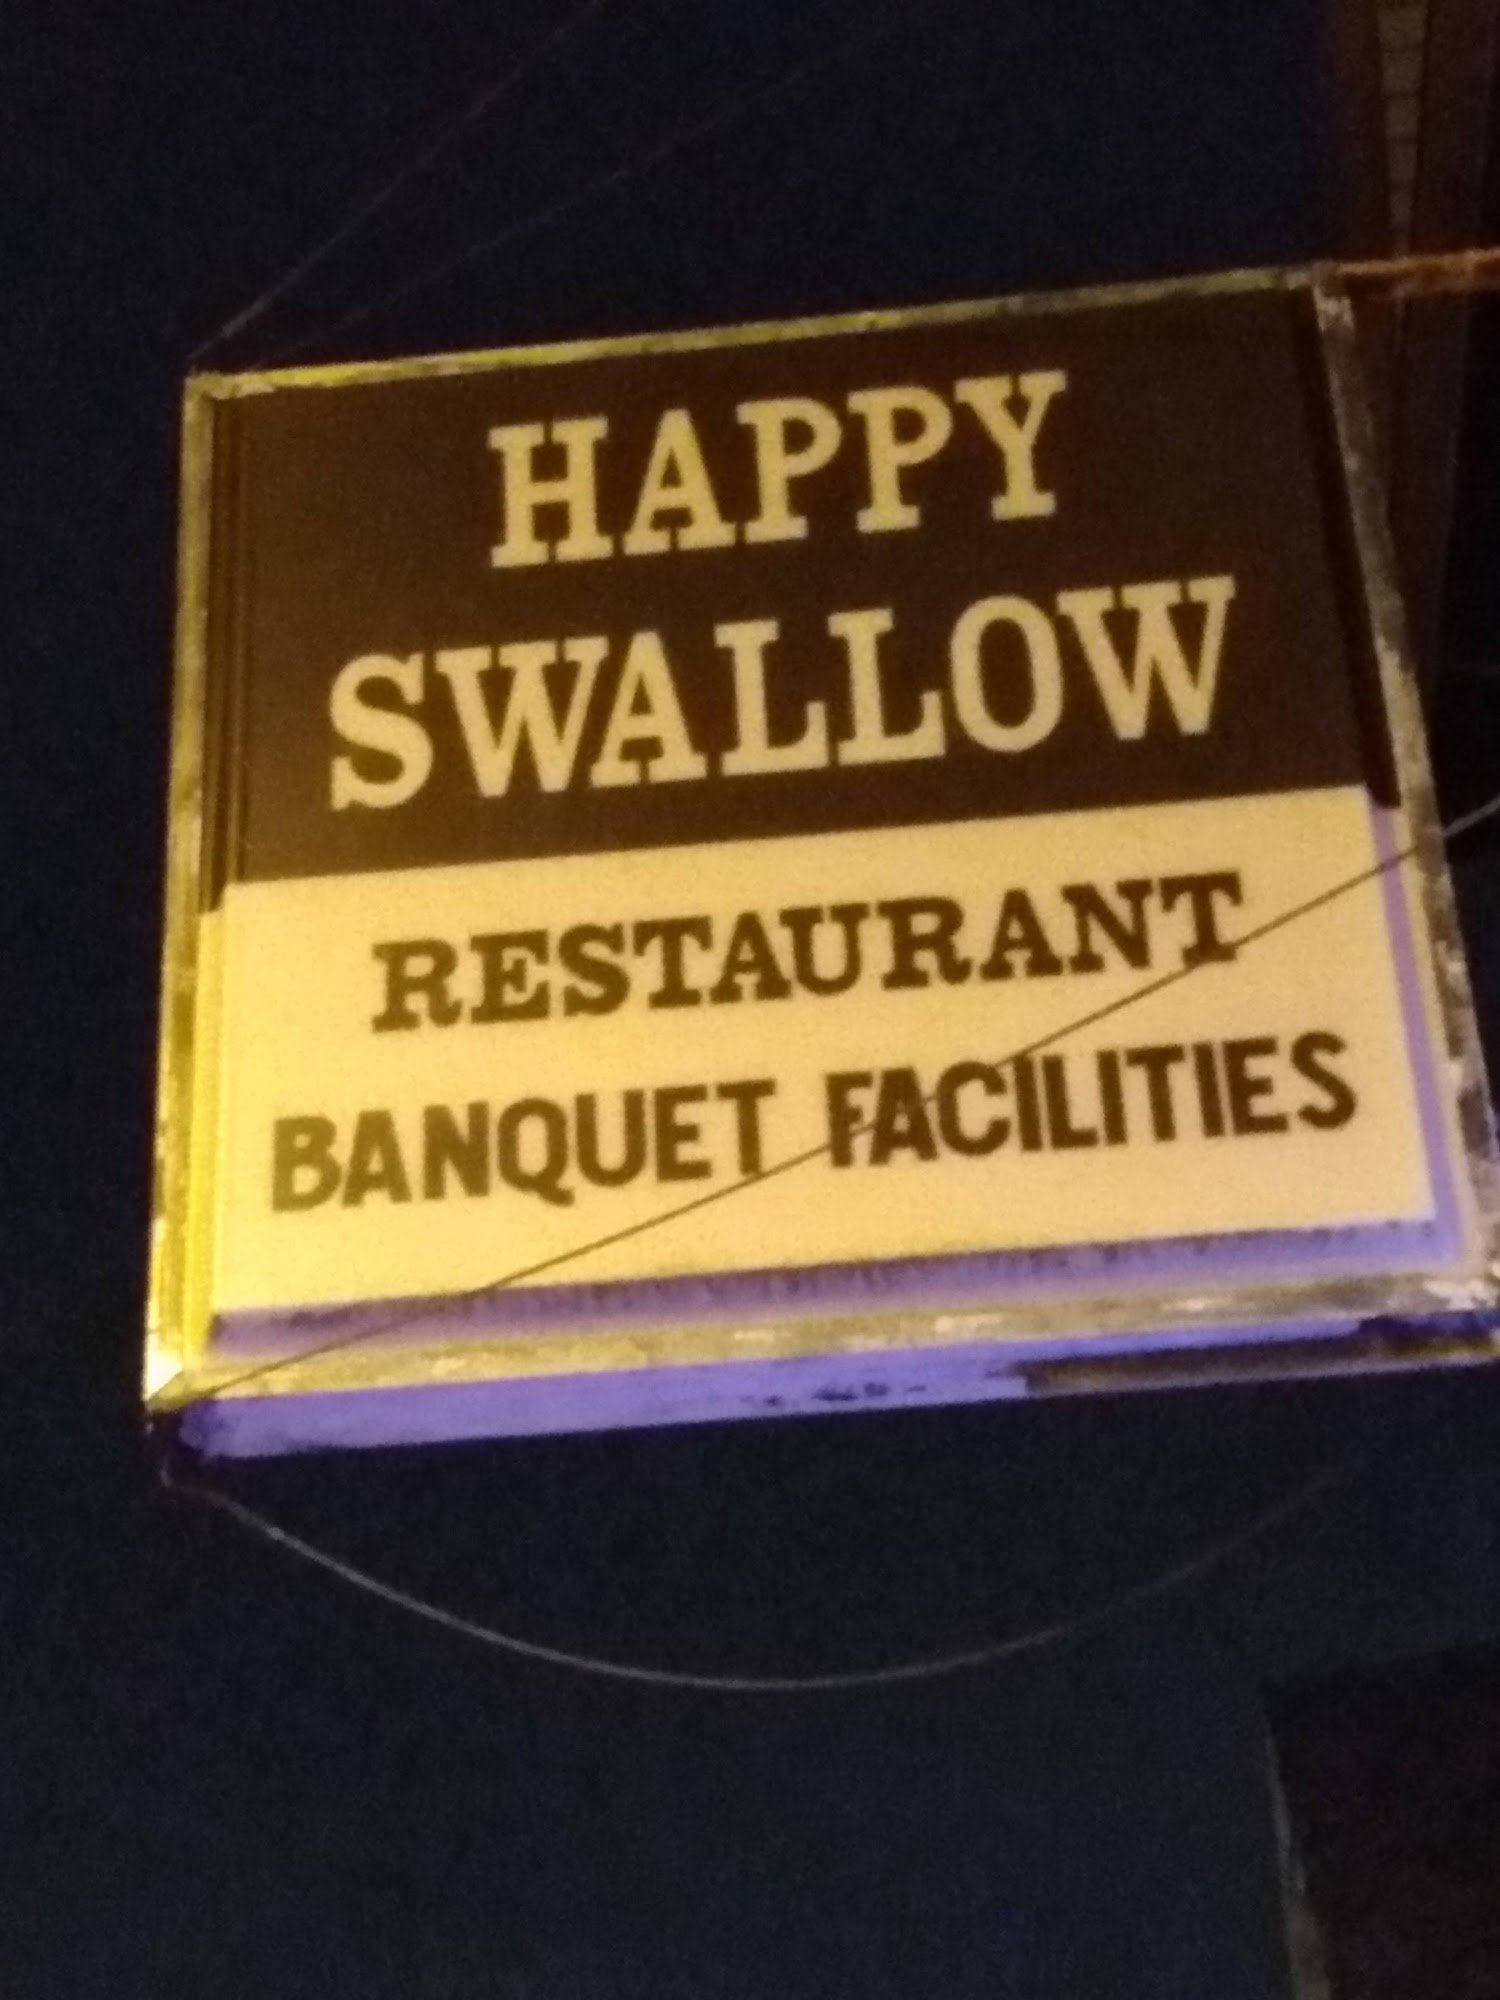 HAPPY
SWALLOW
RESTAURANT
BANQUET FACILITIES